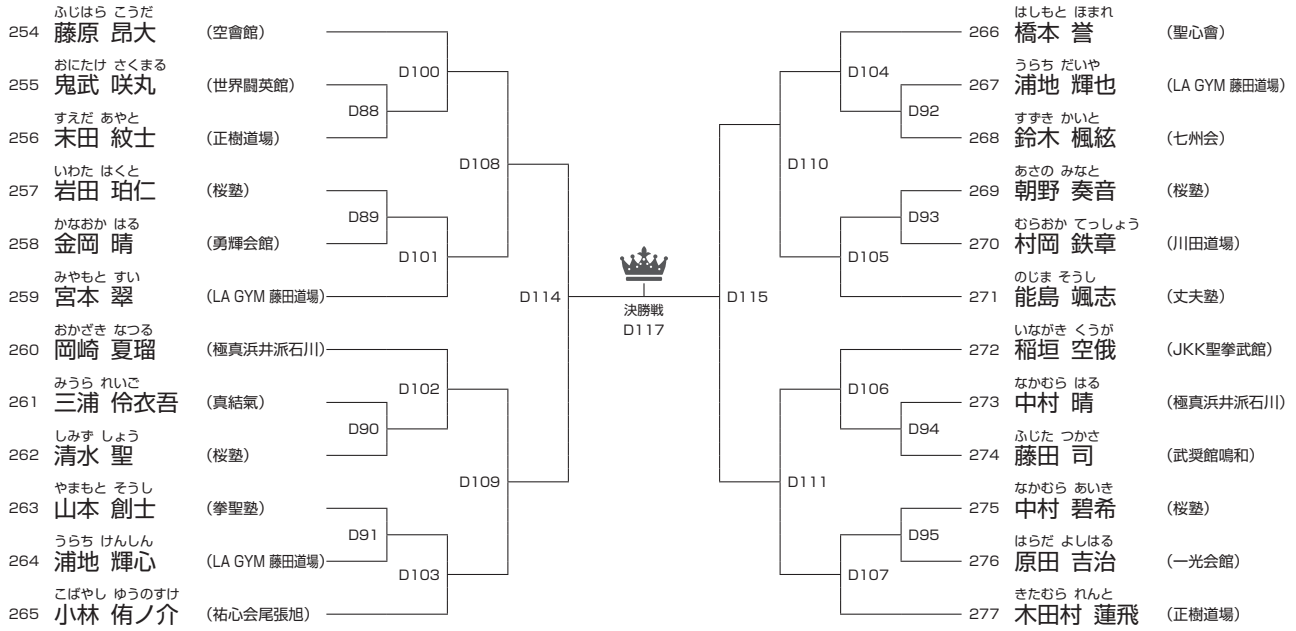 ふじはら こうだ
254 藤原 昂大 (空會館)
おにたけ さくまる
255 鬼武 咲丸 (世界闘英館)
すえだ あやと
256 末田 紋士 (正樹道場)
いわた はくと
257 岩田 珀仁 (桜塾)
かなおか はる
258 金岡 晴 (勇輝会館)
みやもと すい
259 宮本 翠 (LA GYM 藤田道場)
おかざき なつる
260 岡崎 夏瑠 (極真浜井派石川)
みうら れいご
261 三浦 伶衣吾 (真結氣)
しみず しょう
262 清水 聖 (桜塾)
やまもと そうし
263 山本 創士 (拳聖塾)
うらち けんしん
264 浦地 輝心 (LA GYM 藤田道場)
こばやし ゆうのすけ
265 小林 侑ノ介 (祐心会尾張旭)
D88
D89
D90
D91
D100
D101
D102
D103
D108
D109
D114
決勝戦
D117
D115
D110
D111
D104
D105
D106
D107
D92
D93
D94
D95
はしもと ほまれ
266 橋本 誉 (聖心會)
うらち だいや
267 浦地 輝也 (LA GYM 藤田道場)
すずき かいと
268 鈴木 楓絃 (七州会)
あさの みなと
269 朝野 奏音 (桜塾)
むらおか てっしょう
270 村岡 鉄章 (川田道場)
のじま そうし
271 能島 颯志 (丈夫塾)
いながき くうが
272 稲垣 空俄 (JKK聖拳武館)
なかむら はる
273 中村 晴 (極真浜井派石川)
ふじた つかさ
274 藤田 司 (武奨館鳴和)
なかむら あいき
275 中村 碧希 (桜塾)
はらだ よしはる
276 原田 吉治 (一光会館)
きたむら れんと
277 木田村 蓮飛 (正樹道場)